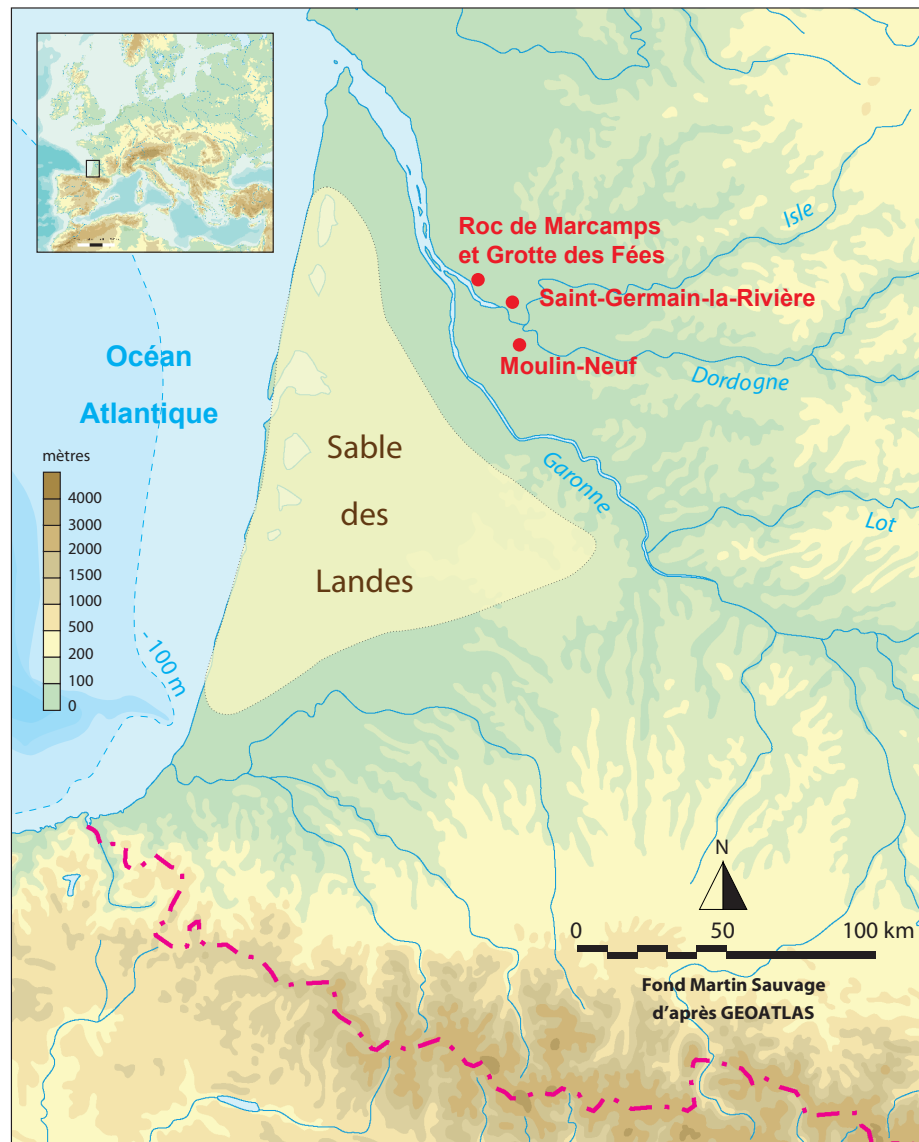 Roc de Marcamps
et Grotte des Fées
Isle
Saint-Germain-la-Rivière
Océan
Atlantique
Moulin-Neuf
Dordogne
mètres
4000
3000
2000
1500
1000
500
200
100
0
Sable
des
Landes
Garonne
Lot
- 100 m
N
0 50 100 km
Fond Martin Sauvage
d'après GEOATLAS